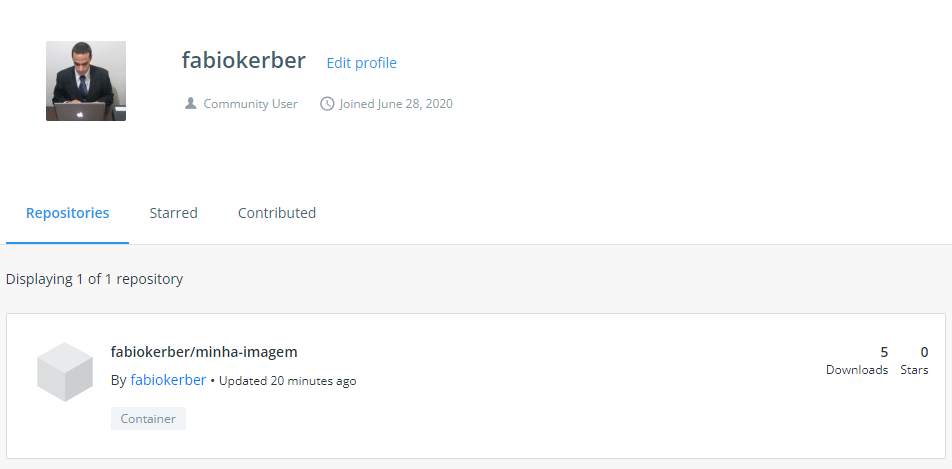 fabiokerber Edit profile
Community User Joined June 28, 2020
Repositories Starred Contributed
Displaying 1 of 1 repository
fabiokerber/minha-imagem
By fabiokerber • Updated 20 minutes ago
Container
5 0
Downloads Stars